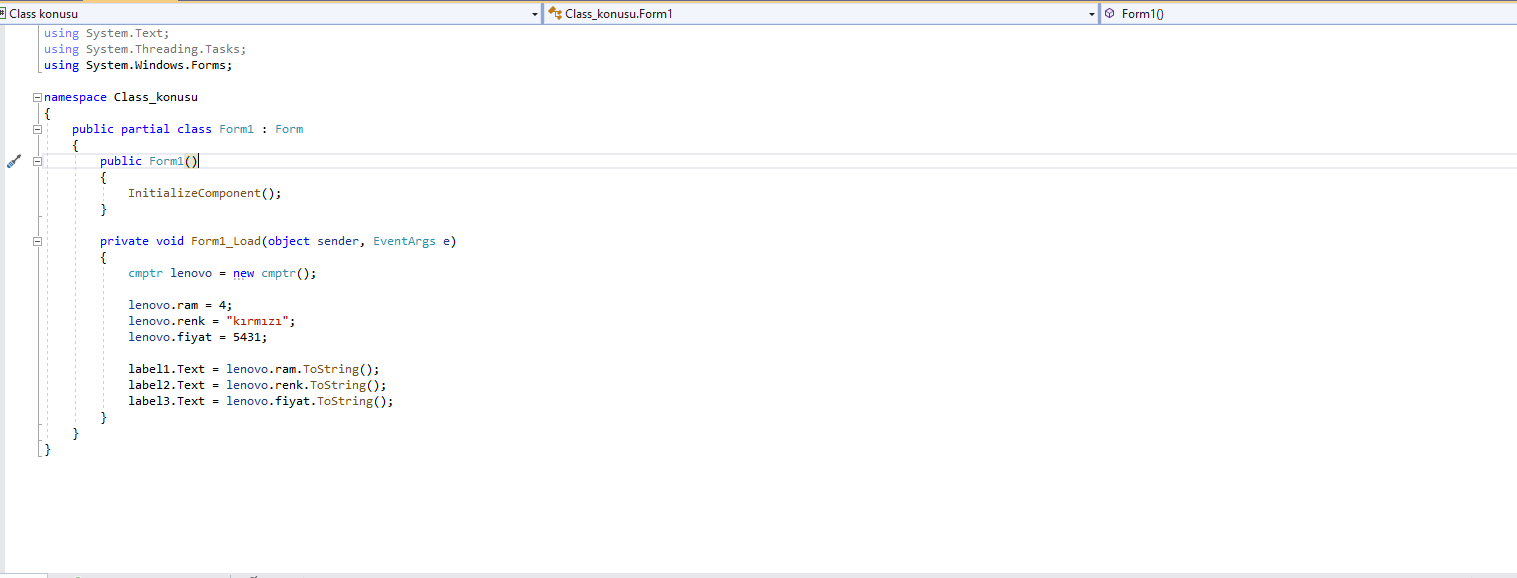 Class konusu
Class_konusu.Form1
Form1()
using System.Text;
using System.Threading.Tasks;
using System.Windows.Forms;
namespace Class_konusu
{
public partial class Form1 : Form
{
public Form1()
{
InitializeComponent();
}
private void Form1_Load(object sender, EventArgs e)
{
cmptr lenovo = new cmptr();
lenovo.ram = 4;
lenovo.renk = "kırmızı";
lenovo.fiyat = 5431;
label1.Text = lenovo.ram.ToString();
label2.Text = lenovo.renk.ToString();
label3.Text = lenovo.fiyat.ToString();
}
}
}